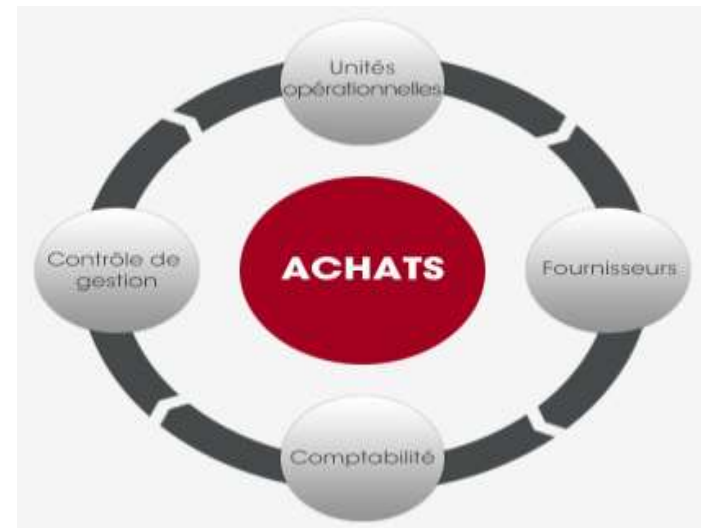 Unités
opérationnelles
Contrôle de
gestion
ACHATS
Fournisseurs
Comptabilité